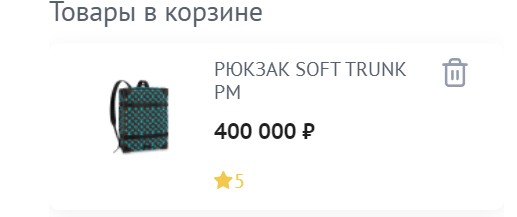 Товары в корзине
РЮКЗАК SOFT TRUNK
PM
400 000 ₽
5